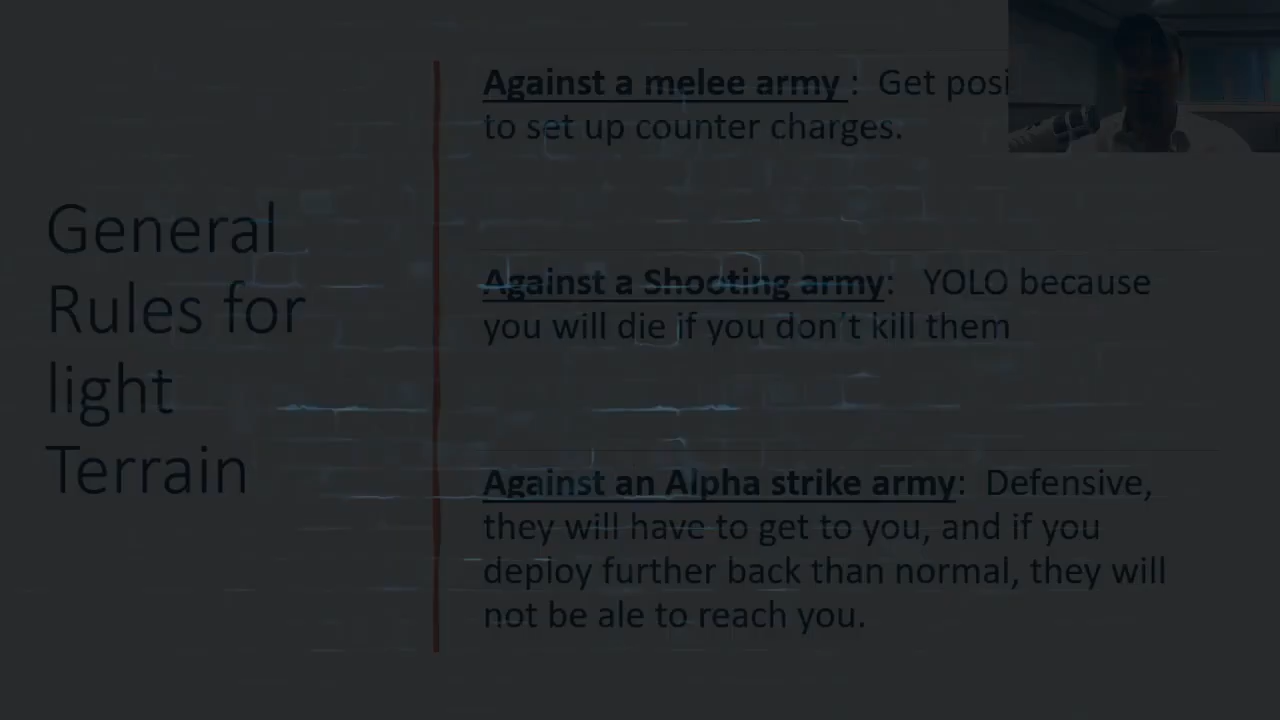 General
Rules for
light
Terrain
Against a melee army : Get posi
to set up counter charges.
Against a Shooting army: YOLO because
you will die if you don't kill them
Against an Alpha strike army: Defensive,
they will have to get to you, and if you
deploy further back than normal, they will
not be ale to reach you.